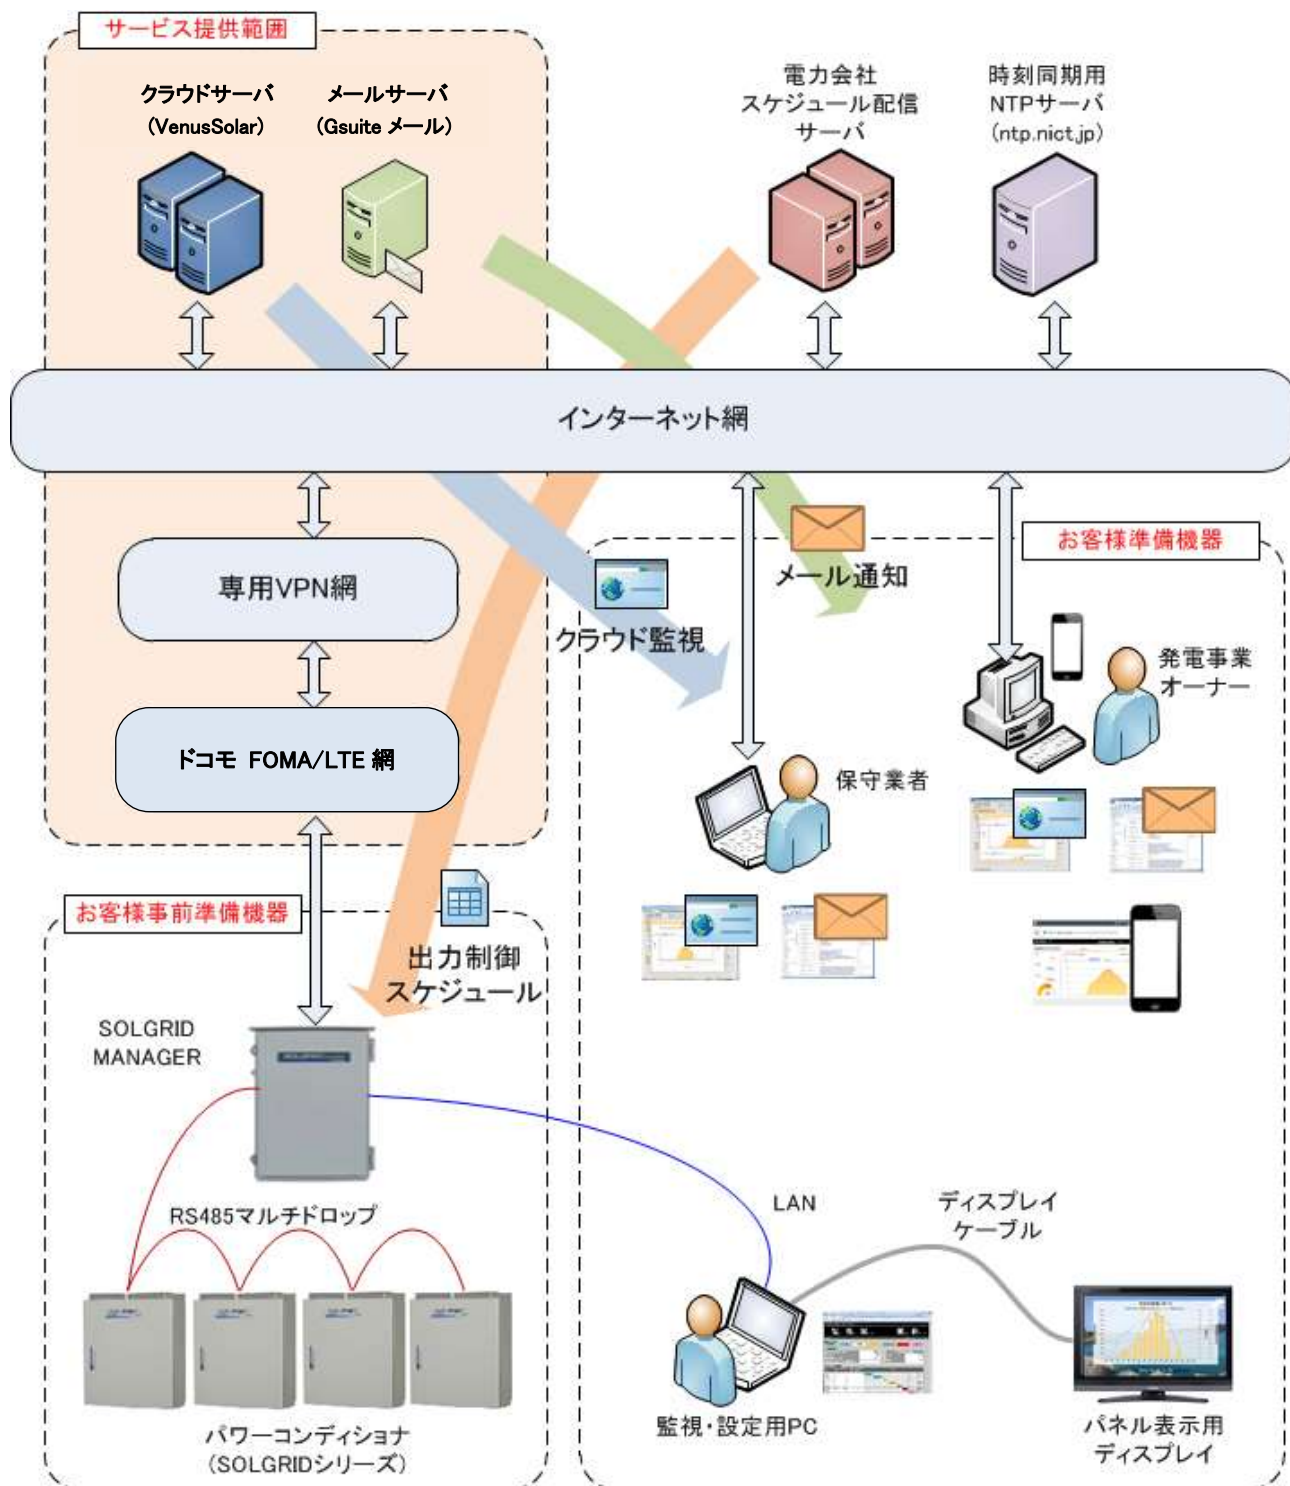 サービス提供範囲
クラウドサーバ
(VenusSolar)
メールサーバ
(Gsuite メール)
電力会社
スケジュール配信
サーバ
時刻同期用
NTPサーバ
(ntp.nict.jp)
インターネット網
専用VPN網
ドコモ FOMA/LTE 網
お客様準備機器
メール通知
クラウド監視
発電事業
オーナー
保守業者
お客様事前準備機器
出力制御
スケジュール
SOLGRID
MANAGER
RS485マルチドロップ
パワーコンディショナ
(SOLGRIDシリーズ)
LAN
ディスプレイ
ケーブル
監視・設定用PC
パネル表示用
ディスプレイ